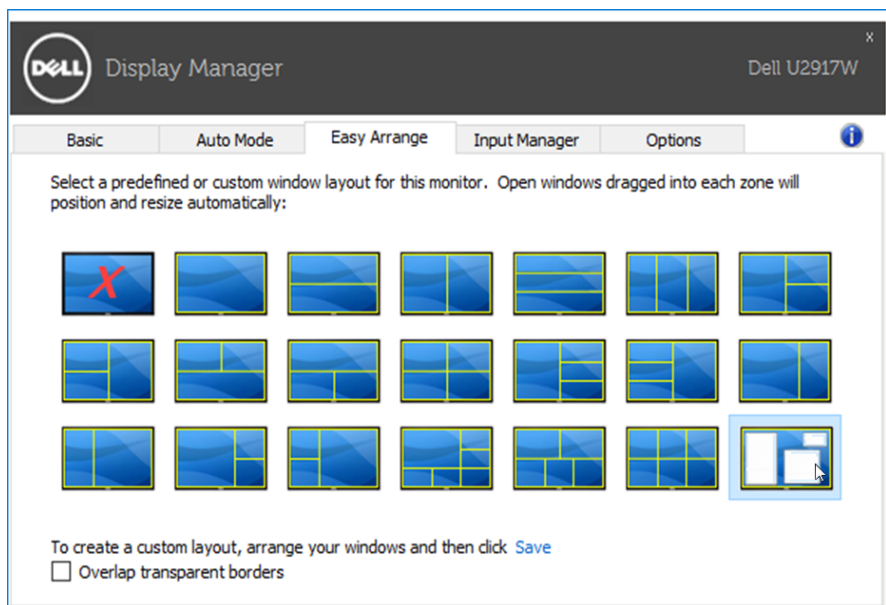 DELL Display Manager
x
Dell U2917W
Basic Auto Mode Easy Arrange Input Manager Options
Select a predefined or custom window layout for this monitor. Open windows dragged into each zone will
position and resize automatically:
X
To create a custom layout, arrange your windows and then click Save
Overlap transparent borders